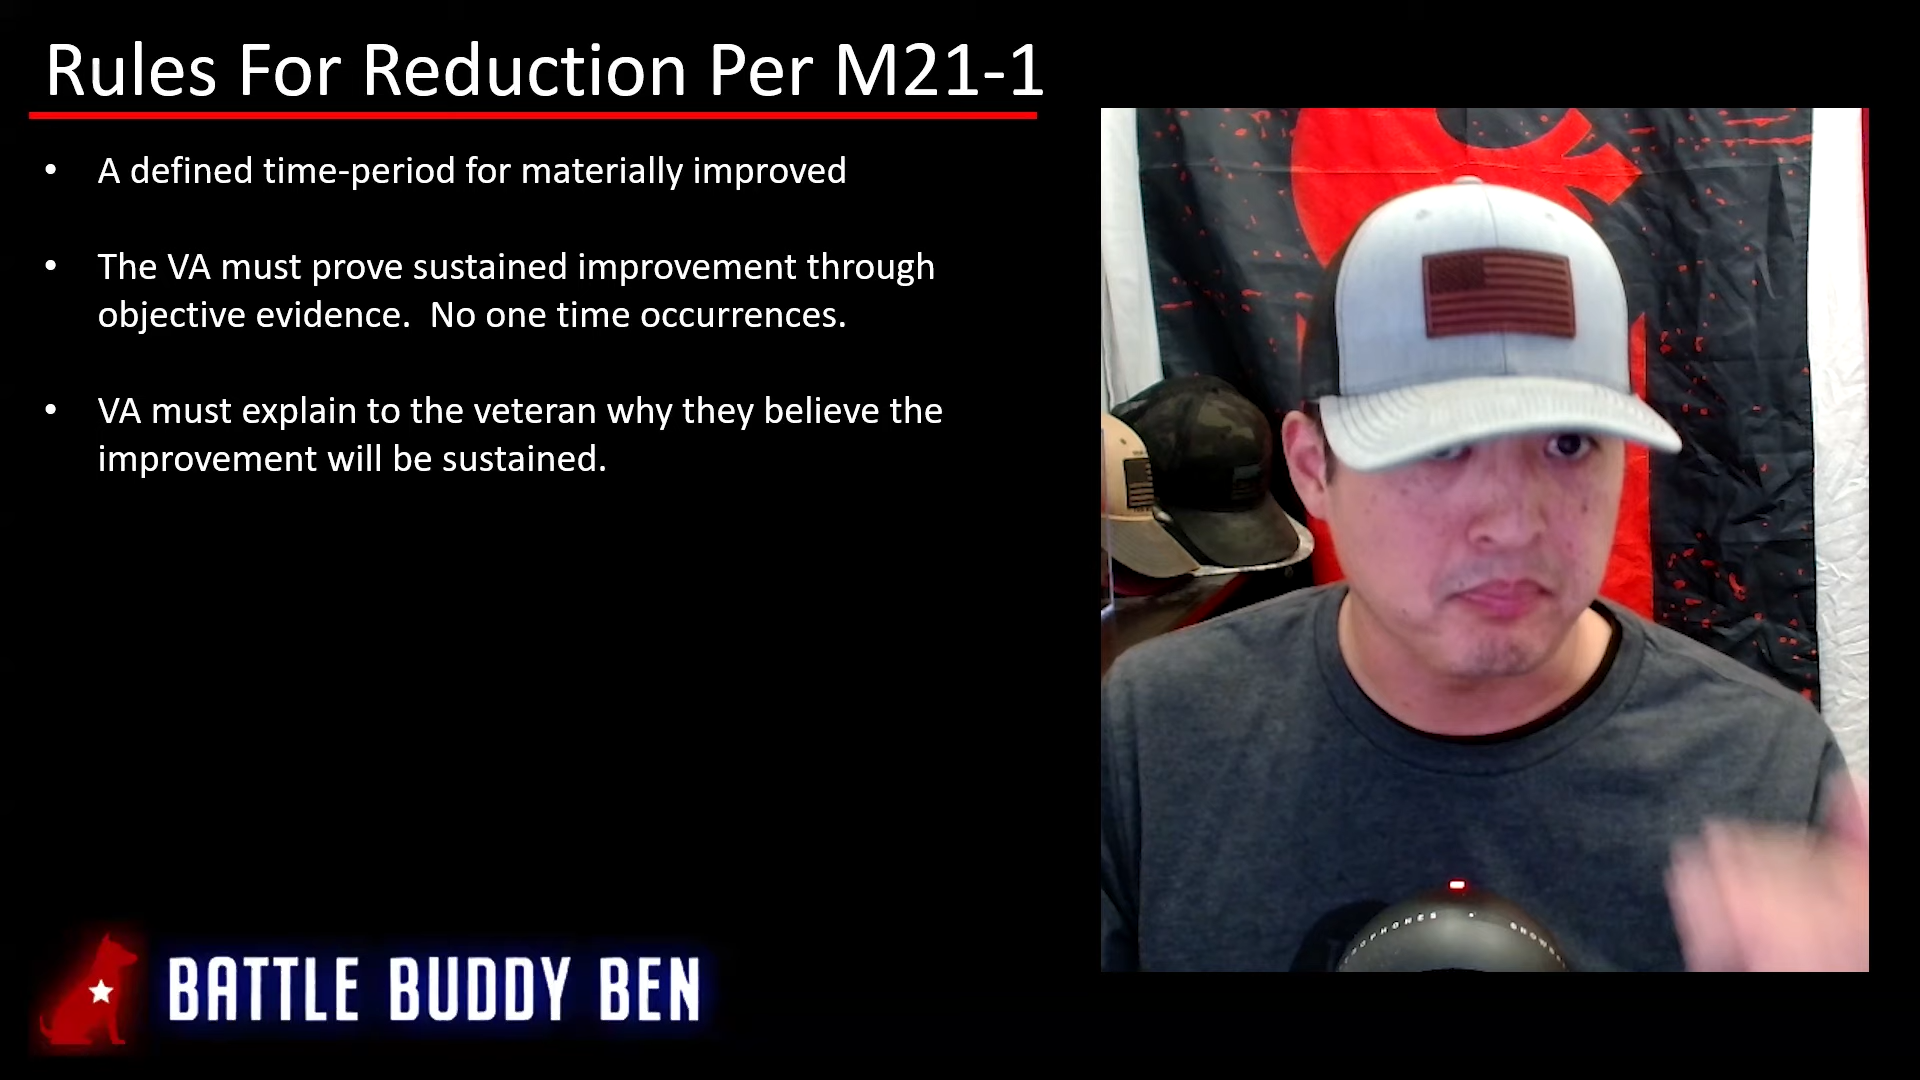 Rules For Reduction Per M21-1
• A defined time-period for materially improved
• The VA must prove sustained improvement through
objective evidence.  No one time occurrences.
• VA must explain to the veteran why they believe the
improvement will be sustained.
BATTLE BUDDY BEN